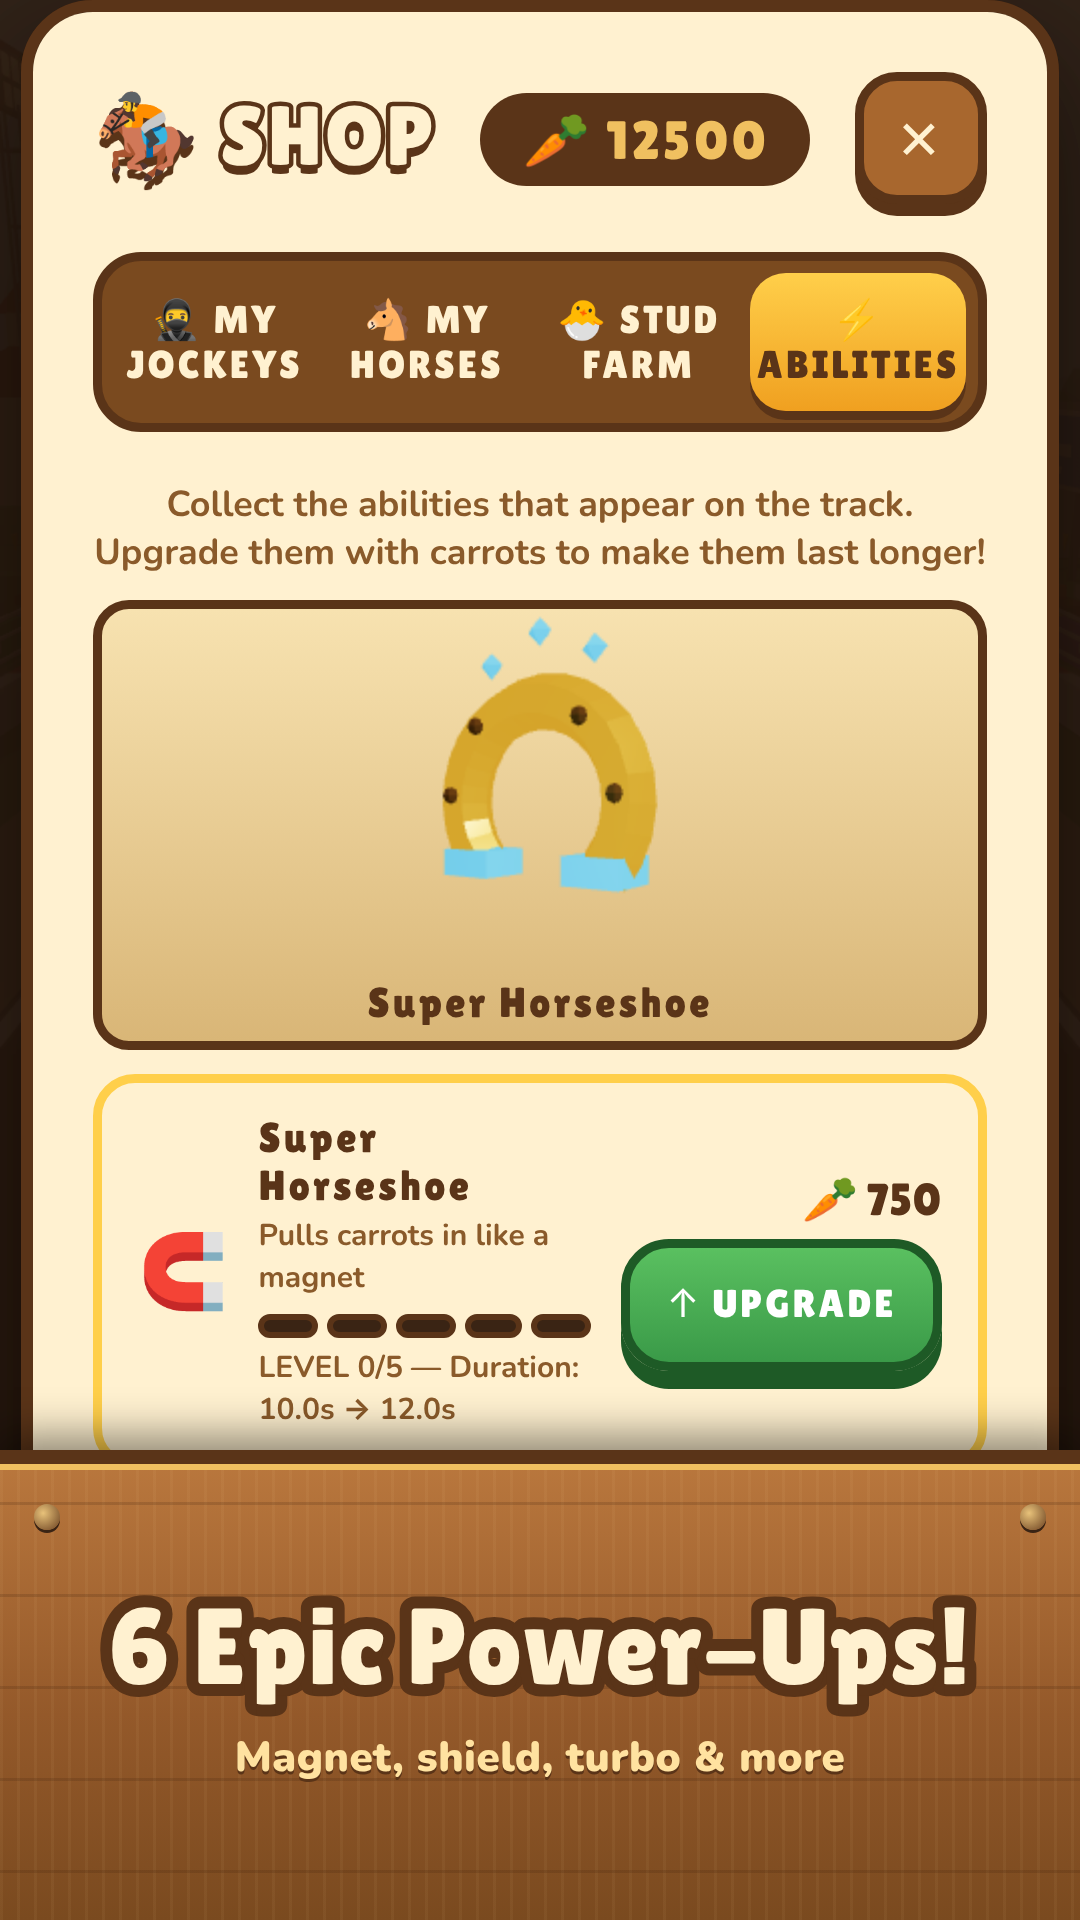 SHOP
12500
×
MY JOCKEYS
MY HORSES
STUD FARM
ABILITIES
Collect the abilities that appear on the track.
Upgrade them with carrots to make them last longer!
Super Horseshoe
Super
Horseshoe
Pulls carrots in like a
magnet
LEVEL 0/5 — Duration:
10.0s → 12.0s
750
↑ UPGRADE
6 Epic Power-Ups!
Magnet, shield, turbo & more